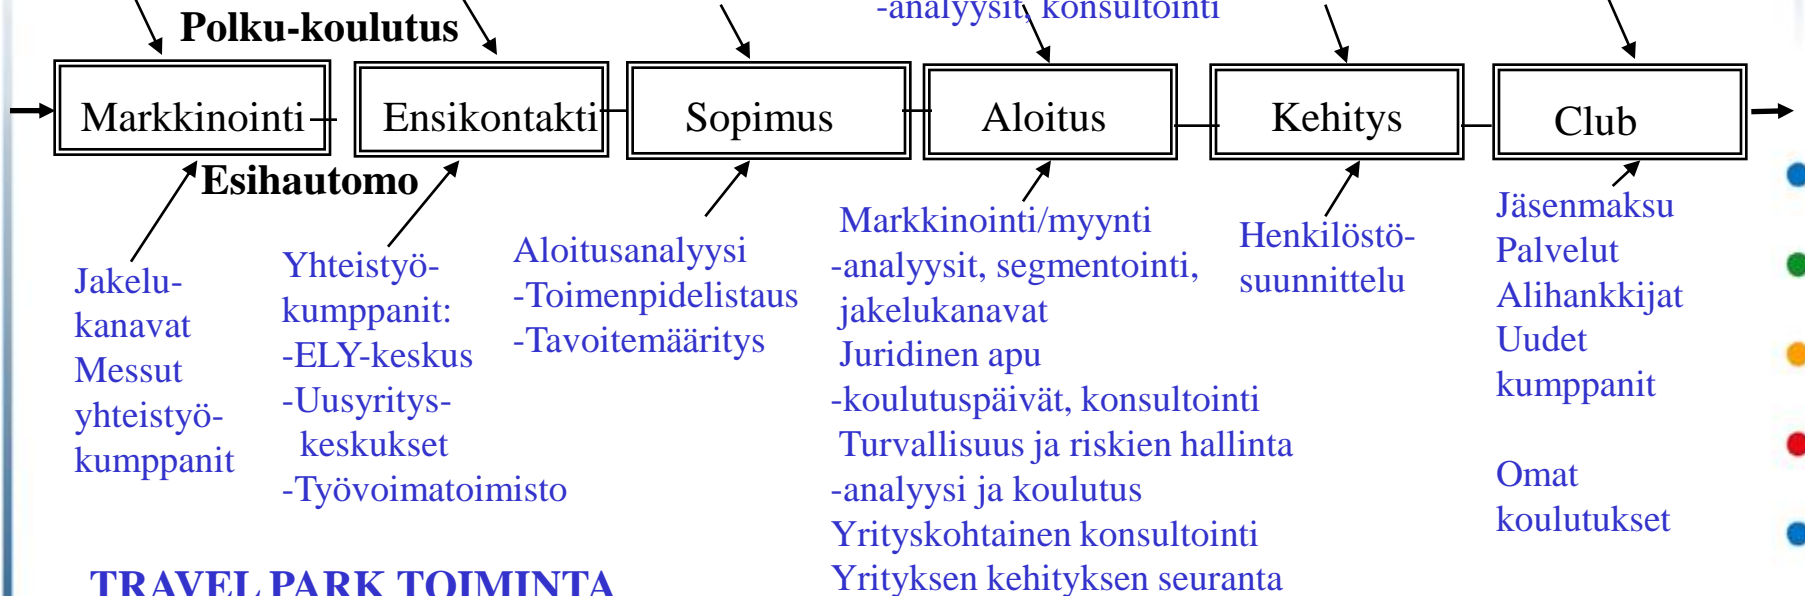 -analyysit, konsultointi
Polku-koulutus
Markkinointi
Ensikontakti
Sopimus
Aloitus
Kehitys
Club
Esihautomo
Jakelu-
kanavat
Messut
yhteistyö-
kumppanit
Yhteistyö-
kumppanit:
-ELY-keskus
-Uusyritys-
keskukset
-Työvoimatoimisto
Aloitusanalyysi
-Toimenpidelistaus
-Tavoitemääritys
Markkinointi/myynti
-analyysit, segmentointi,
jakelukanavat
Juridinen apu
-koulutuspäivät, konsultointi
Turvallisuus ja riskien hallinta
-analyysi ja koulutus
Yrityskohtainen konsultointi
Yrityksen kehityksen seuranta
Henkilöstö-
suunnittelu
Jäsenmaksu
Palvelut
Alihankkijat
Uudet
kumppanit
Omat
koulutukset
TRAVEL PARK TOIMINTA